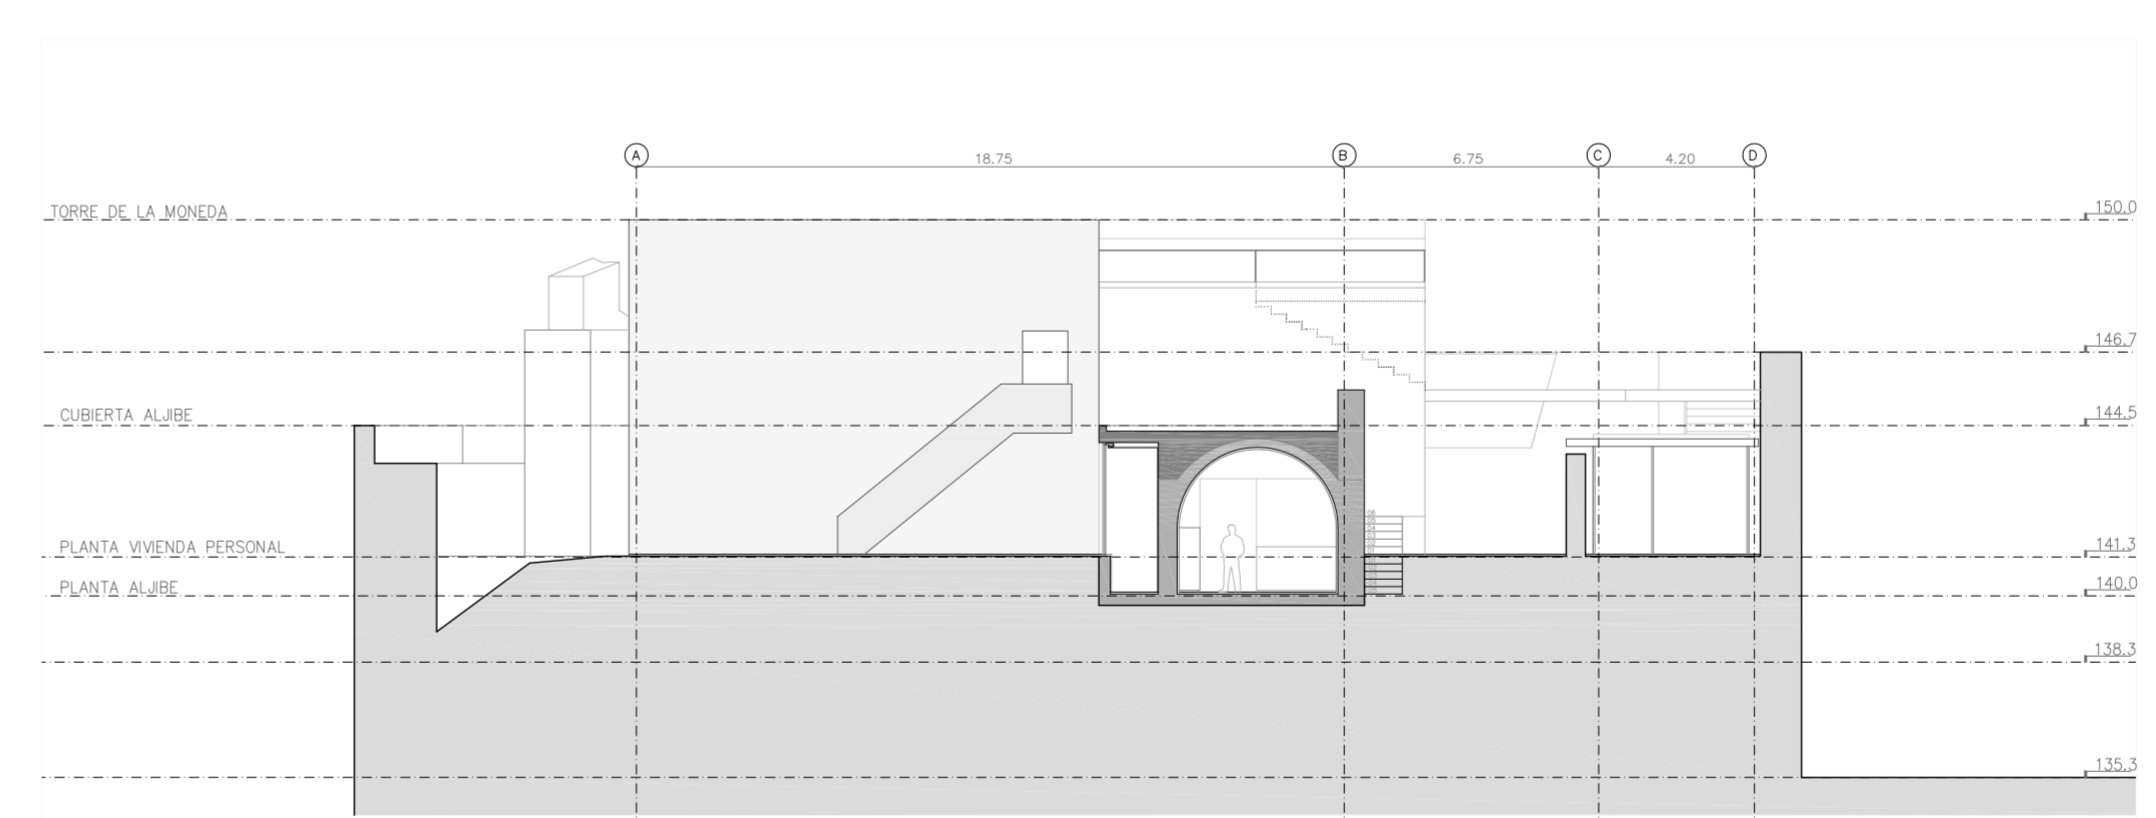 A B C D
18.75 6.75 4.20
TORRE DE LA MONEDA 150.0
146.7
CUBIERTA ALJIBE 144.5
PLANTA VIVIENDA PERSONAL 141.3
PLANTA ALJIBE 140.0
138.3
135.3